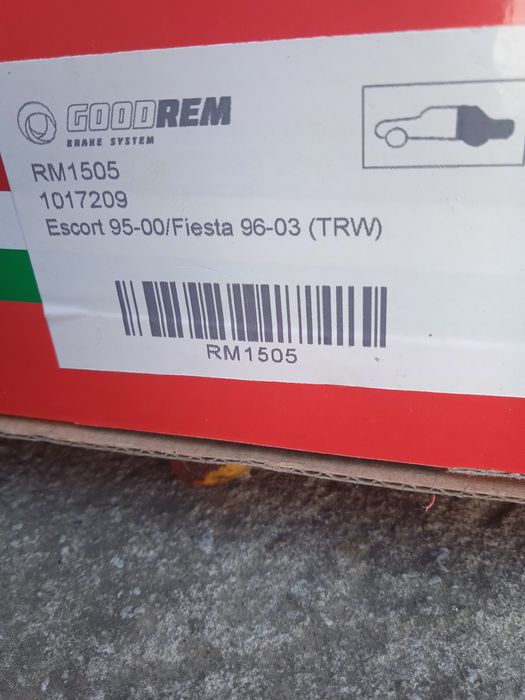 GOODREM
BRAKE SYSTEM
RM1505
1017209
Escort 95-00/Fiesta 96-03 (TRW)
RM1505